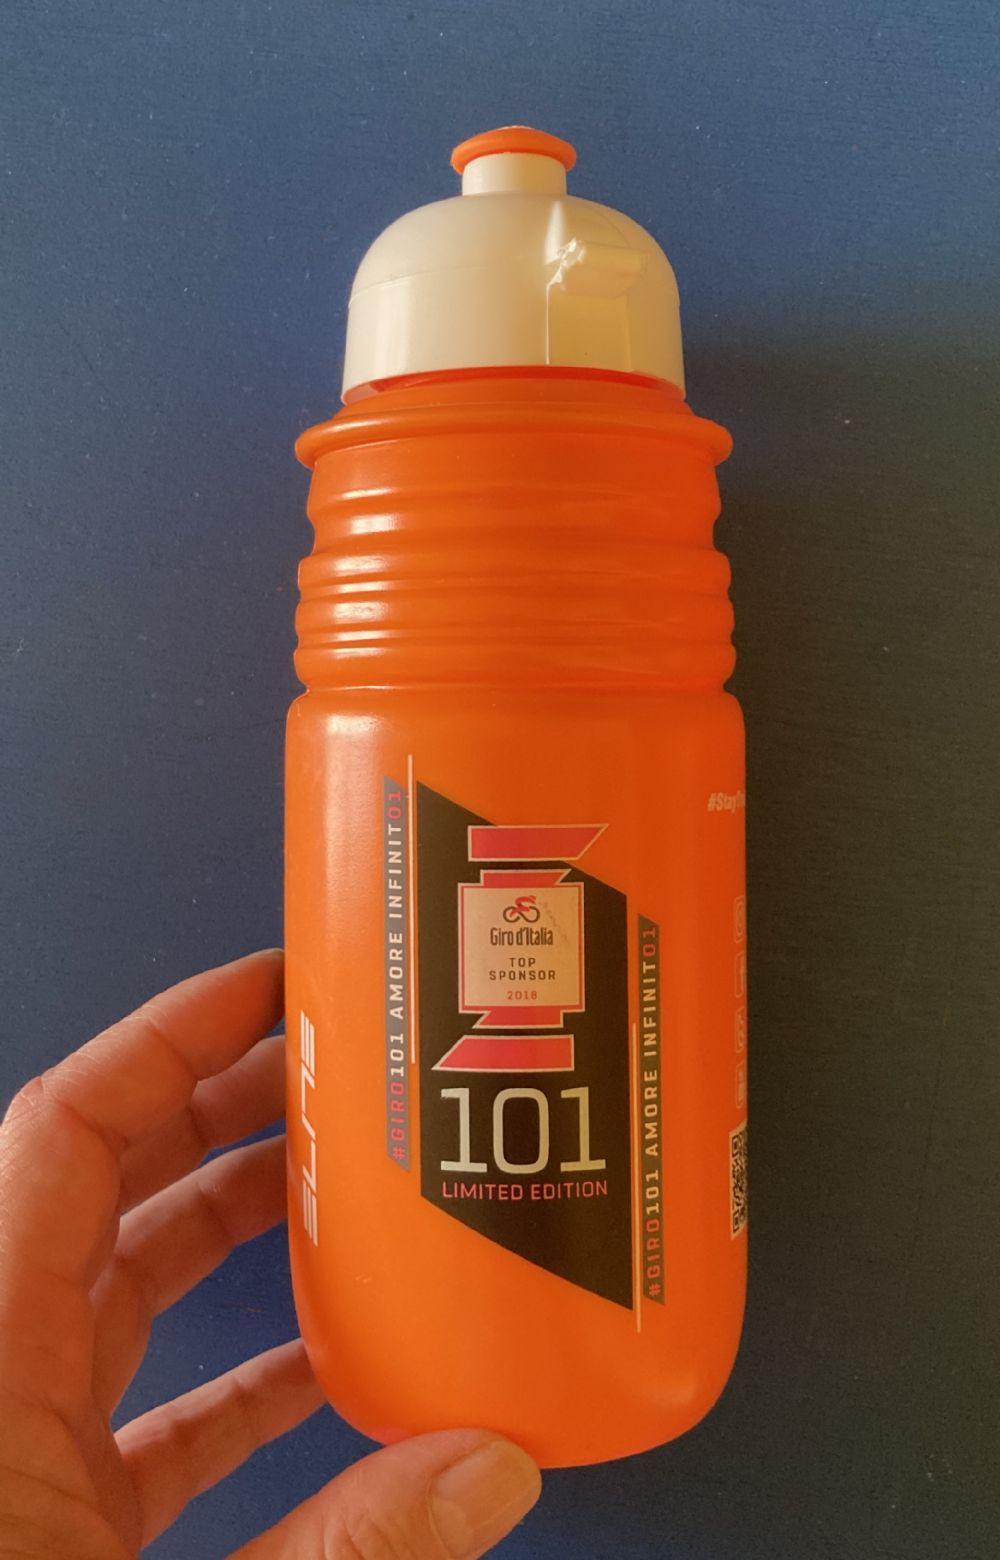 #GIRO101 AMORE INFINIT01
Giro d'Italia
TOP
SPONSOR
2018
101
LIMITED EDITION
#GIRO101 AMORE INFINIT01
ELITE